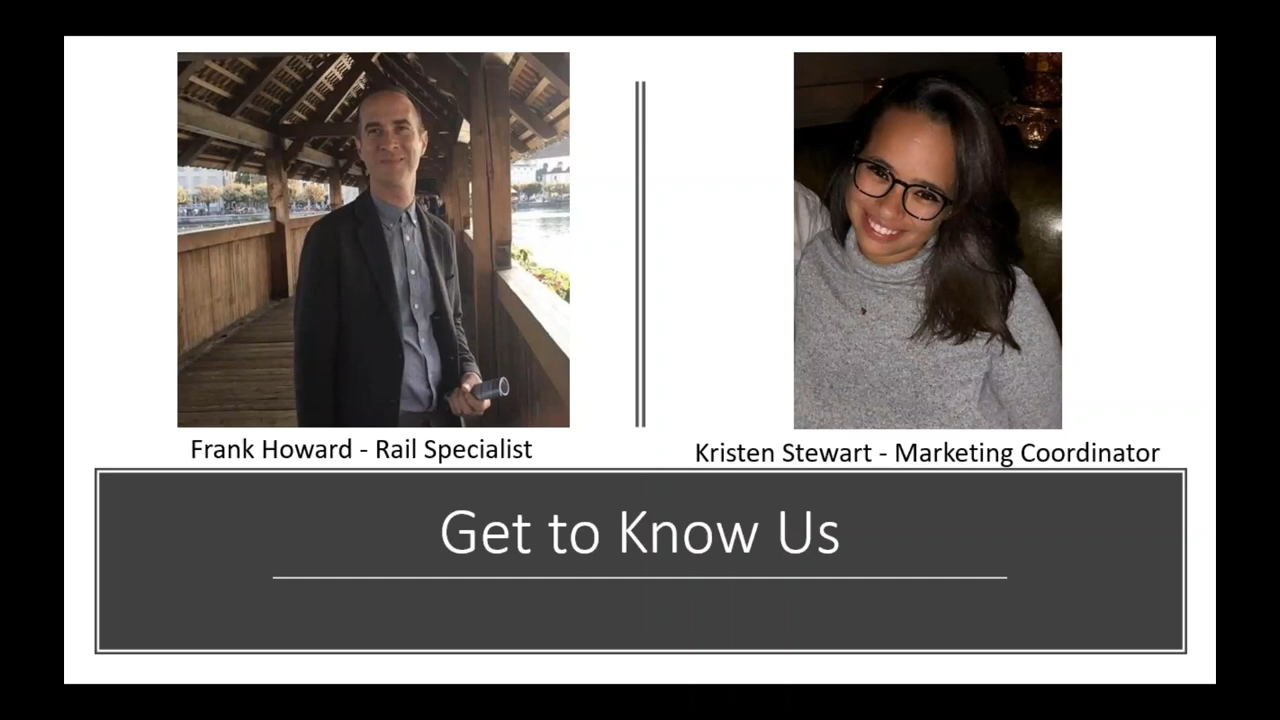 Frank Howard - Rail Specialist
Kristen Stewart - Marketing Coordinator
Get to Know Us